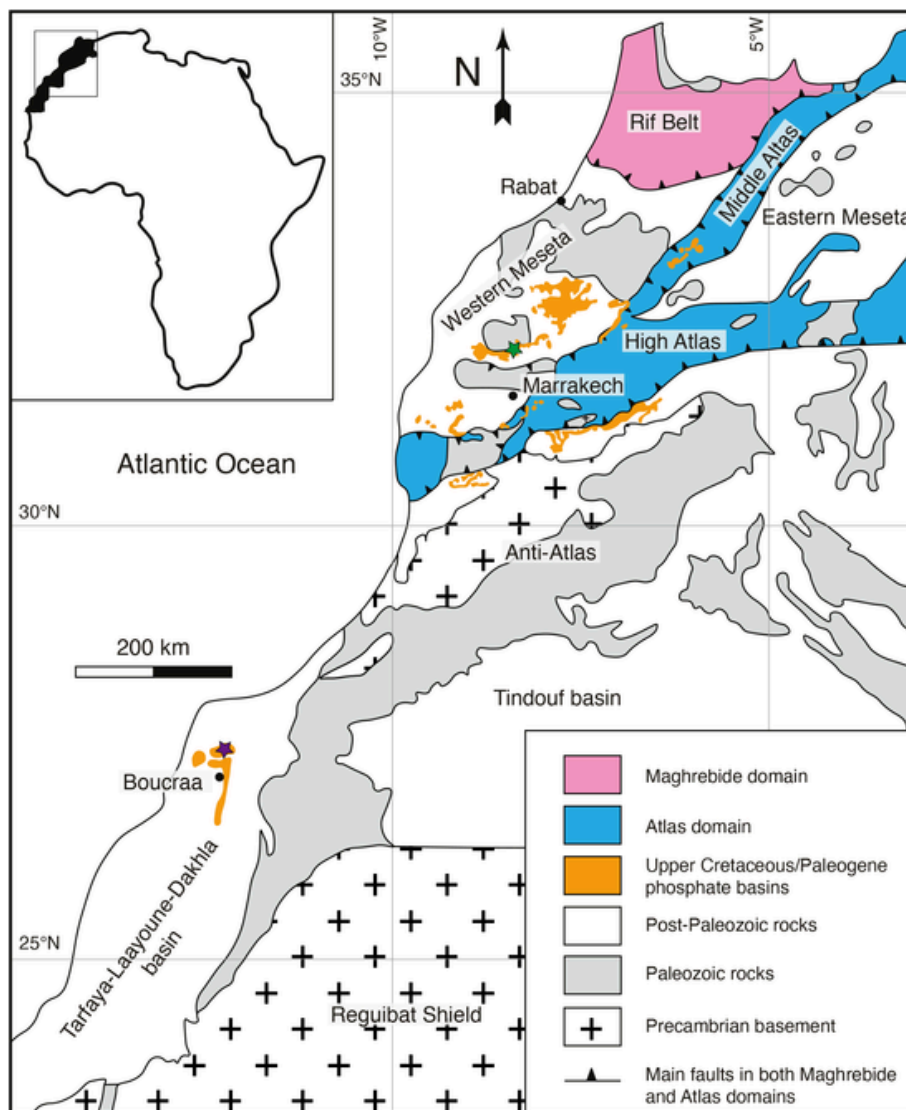 10°W
5°W
35°N
N
Rif Belt
Middle Altas
Rabat
Eastern Meseta
Western Meseta
High Atlas
Marrakech
Atlantic Ocean
30°N
Anti-Atlas
200 km
Tindouf basin
Boucraa
Tarfaya-Laayoune-Dakhla
basin
25°N
Reguibat Shield
Maghrebide domain
Atlas domain
Upper Cretaceous/Paleogene
phosphate basins
Post-Paleozoic rocks
Paleozoic rocks
Precambrian basement
Main faults in both Maghrebide
and Atlas domains